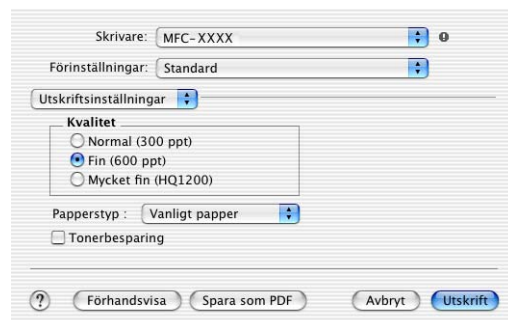 Skrivare: MFC-XXXX
Förinställningar: Standard
Utskriftsinställningar
Kvalitet
Normal (300 ppt)
Fin (600 ppt)
Mycket fin (HQ1200)
Papperstyp : Vanligt papper
Tonerbesparing
? Förhandsvisa Spara som PDF Avbryt Utskrift